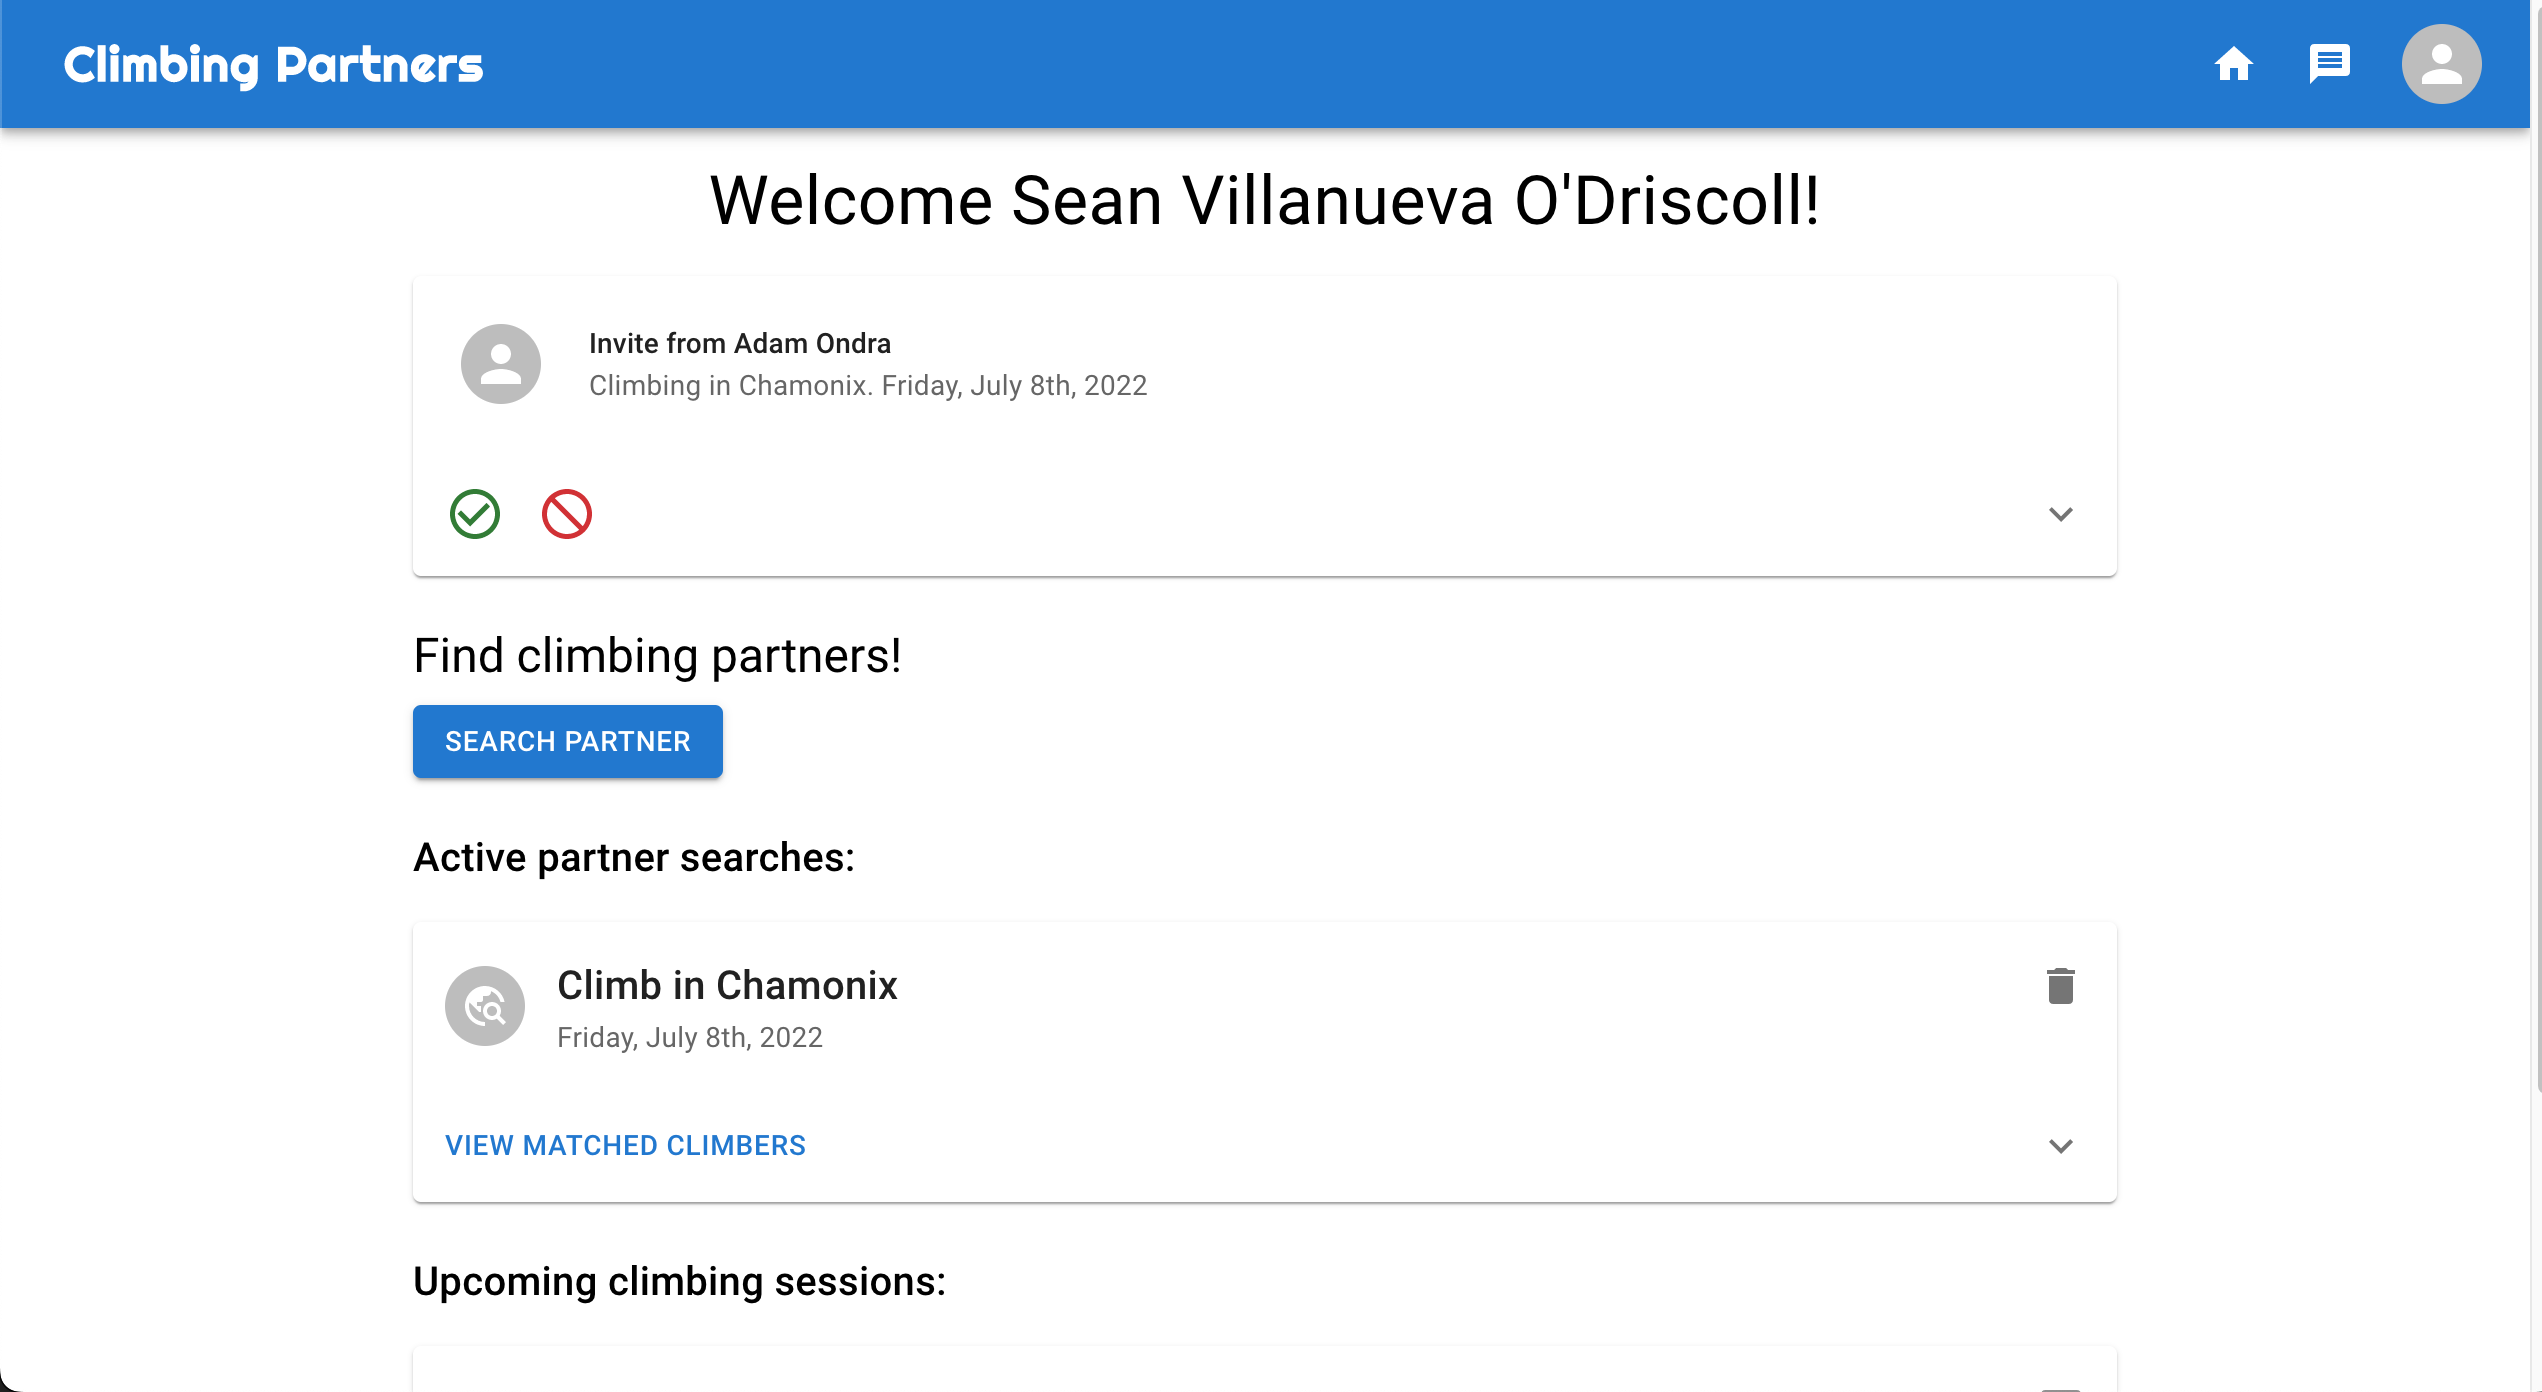 Climbing Partners
Welcome Sean Villanueva O'Driscoll!
Invite from Adam Ondra
Climbing in Chamonix. Friday, July 8th, 2022
Find climbing partners!
SEARCH PARTNER
Active partner searches:
Climb in Chamonix
Friday, July 8th, 2022
VIEW MATCHED CLIMBERS
Upcoming climbing sessions: